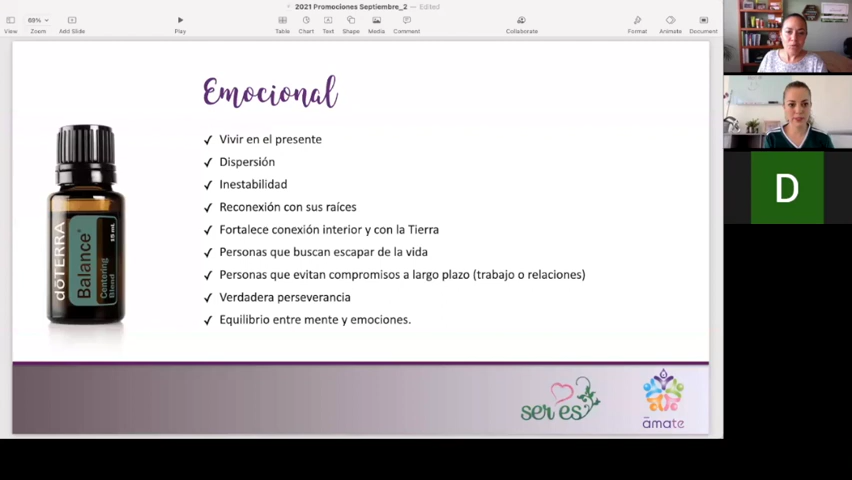 2021 Promociones Septiembre_2 — Edited
69%
View
Zoom
Add Slide
Play
Table
Chart
Text
Shape
Media
Comment
Collaborate
Format
Animate
Document
Emocional
✓ Vivir en el presente
✓ Dispersión
✓ Inestabilidad
✓ Reconexión con sus raíces
✓ Fortalece conexión interior y con la Tierra
✓ Personas que buscan escapar de la vida
✓ Personas que evitan compromisos a largo plazo (trabajo o relaciones)
✓ Verdadera perseverancia
✓ Equilibrio entre mente y emociones.
dōTERRA
Balance®
Centering
Blend
15 mL
ser es
āmate
D